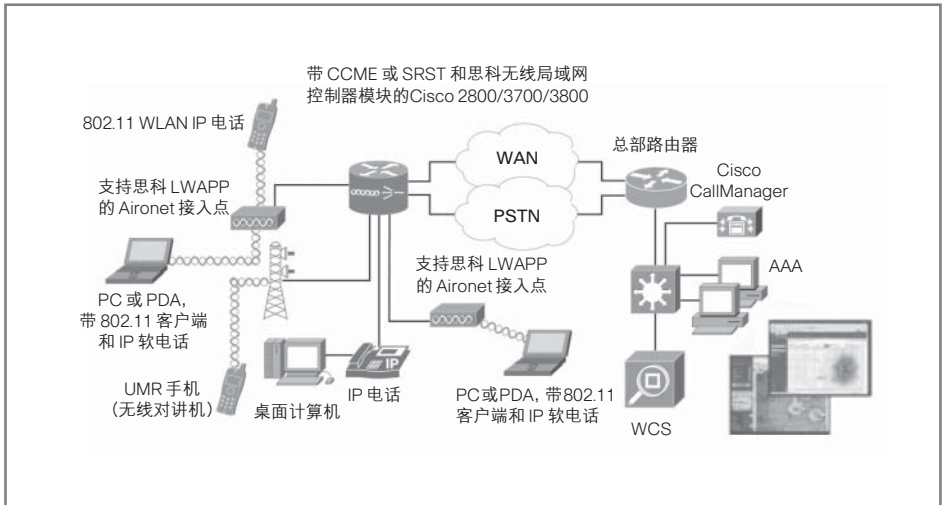 带 CCME 或 SRST 和思科无线局域网
控制器模块的Cisco 2800/3700/3800
802.11 WLAN IP 电话
WAN
总部路由器
Cisco
CallManager
支持思科 LWAPP
的 Aironet 接入点
PSTN
支持思科 LWAPP
的 Aironet 接入点
AAA
PC 或 PDA,
带 802.11 客户端
和 IP 软电话
IP
UMR 手机
(无线对讲机)
桌面计算机
IP 电话
PC或PDA, 带802.11
客户端和 IP 软电话
WCS